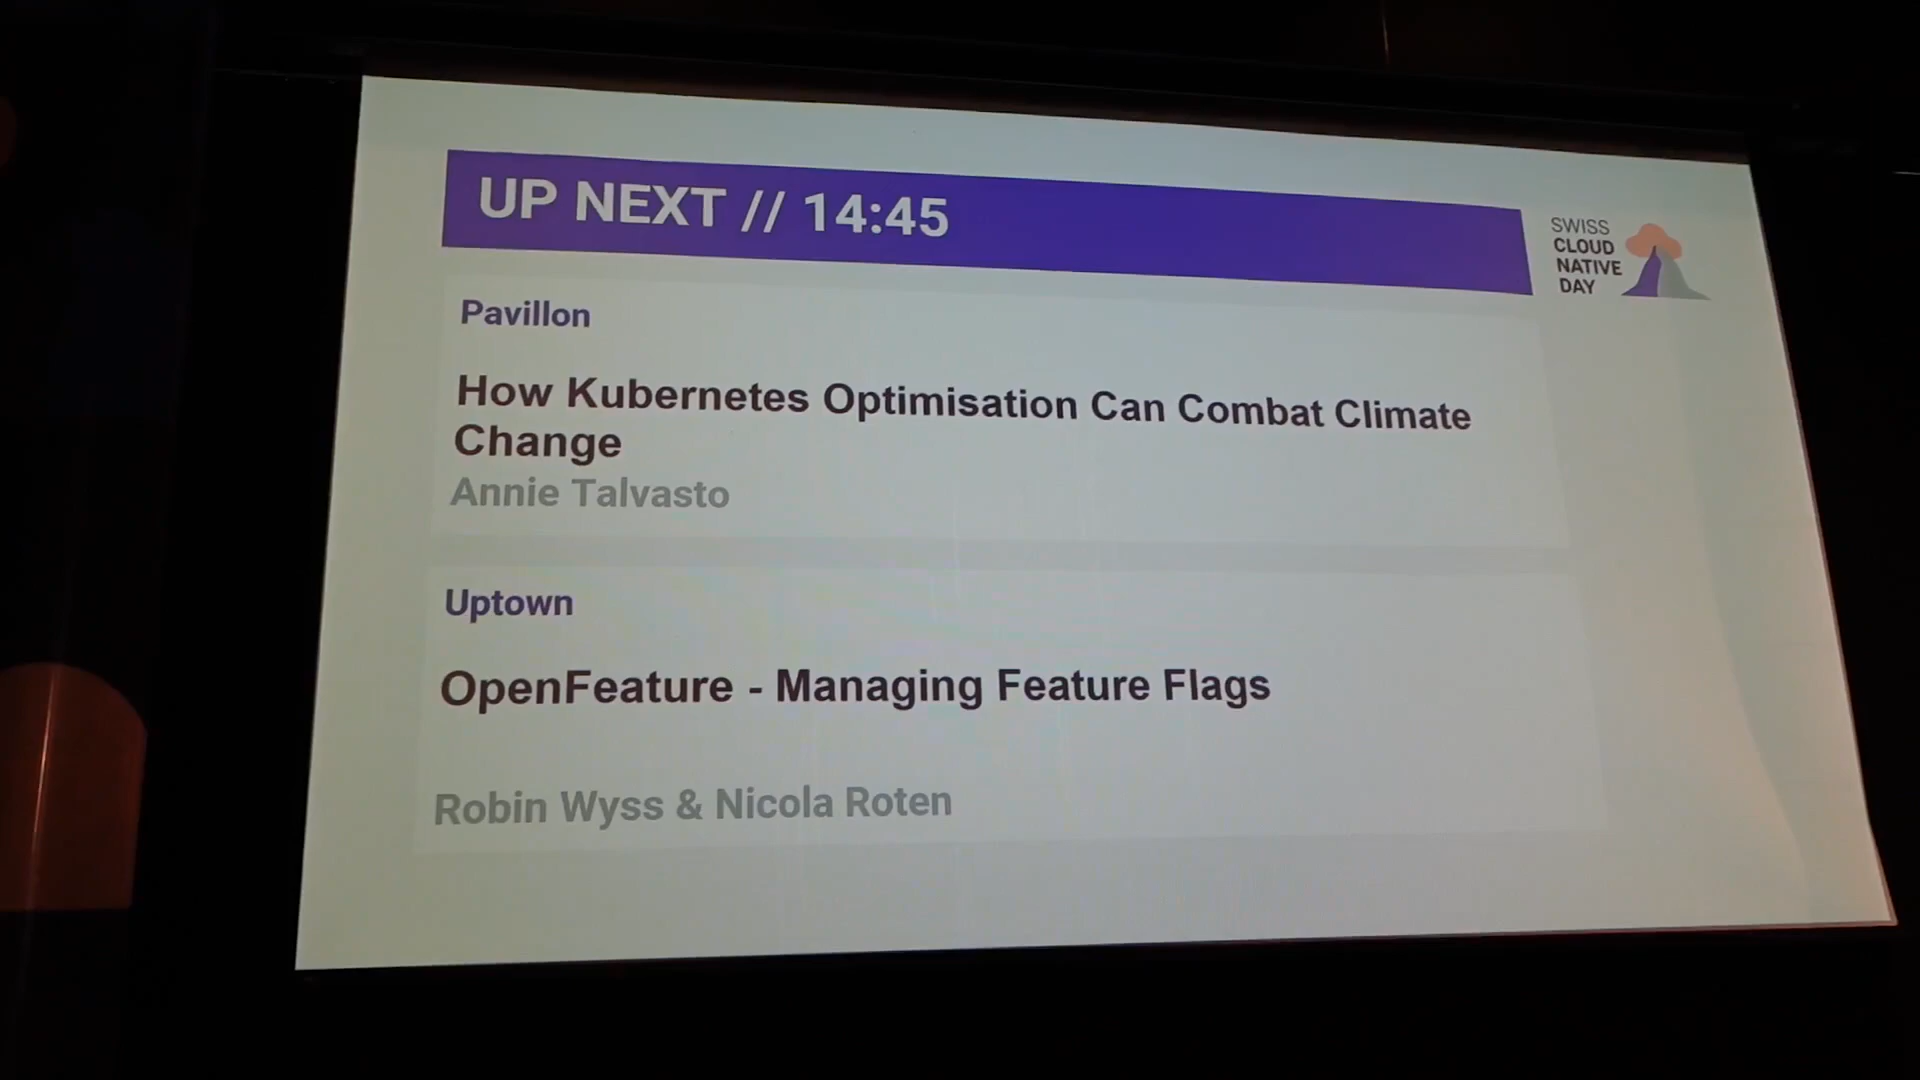 UP NEXT // 14:45
SWISS
CLOUD
NATIVE
DAY
Pavillon
How Kubernetes Optimisation Can Combat Climate
Change
Annie Talvasto
Uptown
OpenFeature - Managing Feature Flags
Robin Wyss & Nicola Roten